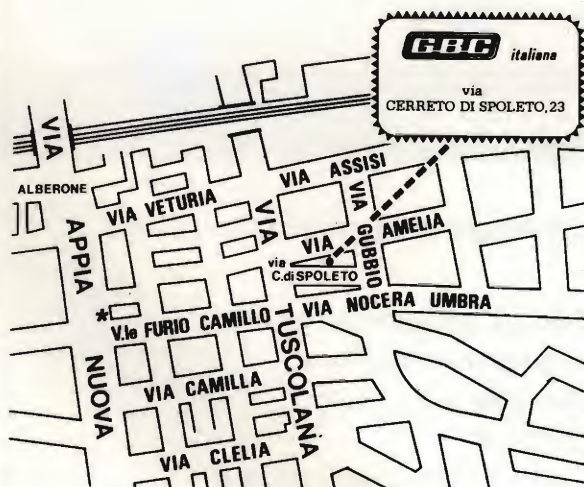 GBC italiana
via
CERRETO DI SPOLETO, 23
VIA APPIA NUOVA
ALBERONE
VIA ASSISI
VIA VETURIA
VIA TUSCOLANA
VIA GUBBIO
VIA AMELIA
via
C.di SPOLETO
VIA NOCERA UMBRA
*
V.le FURIO CAMILLO
VIA CAMILLA
VIA CLELIA